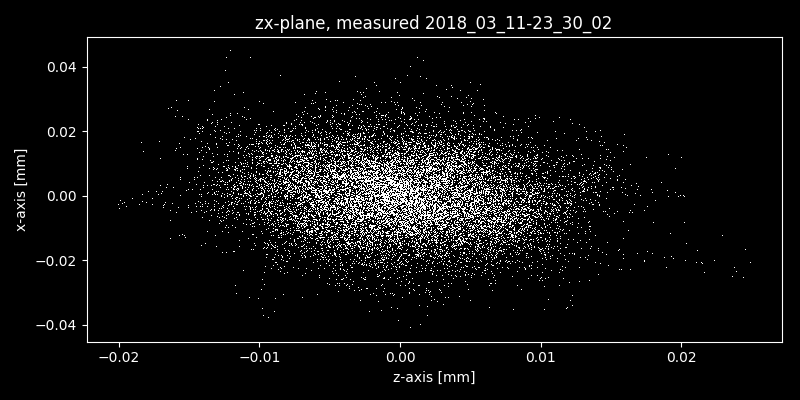 zx-plane, measured 2018_03_11-23_30_02
0.04
0.02
0.00
−0.02
−0.04
x-axis [mm]
−0.02 −0.01 0.00 0.01 0.02
z-axis [mm]